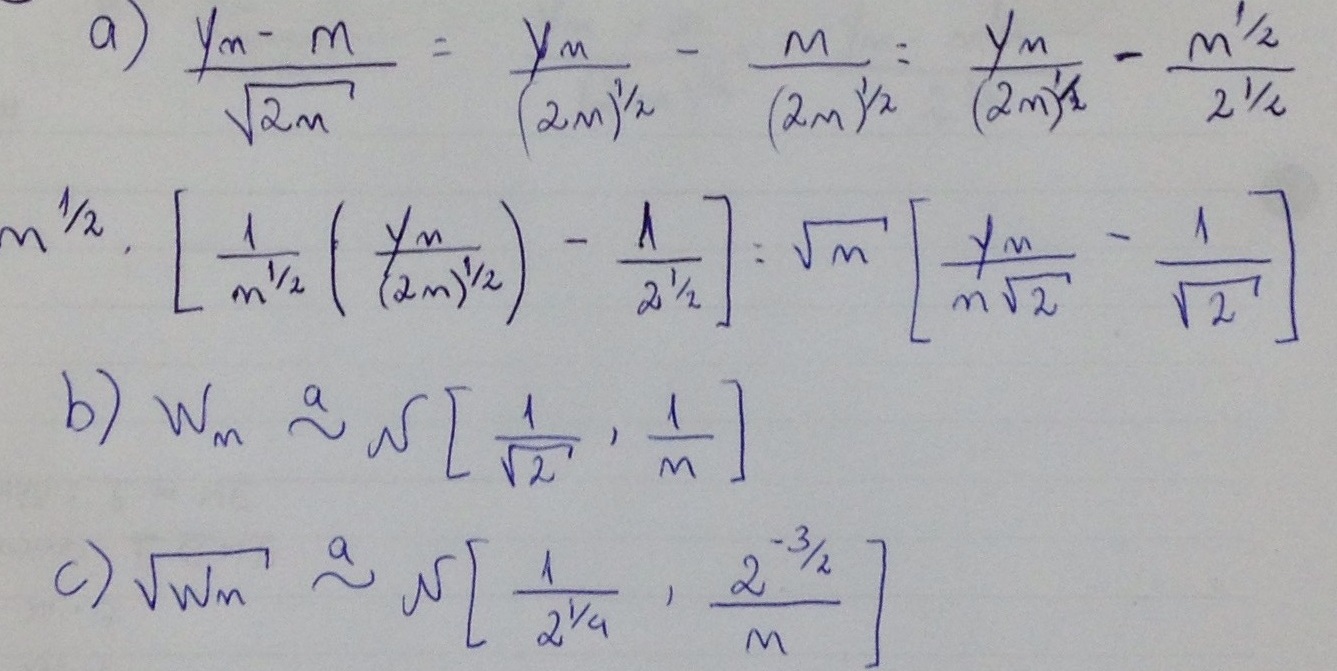 a) \frac{Y_n - n}{\sqrt{2n}} = \frac{Y_n}{(2n)^{1/2}} - \frac{n}{(2n)^{1/2}} = \frac{Y_n}{(2n)^{1/2}} - \frac{n^{1/2}}{2^{1/2}}
n^{1/2} \cdot \left[ \frac{1}{n^{1/2}} \left( \frac{Y_n}{(2n)^{1/2}} \right) - \frac{1}{2^{1/2}} \right] = \sqrt{n} \left[ \frac{Y_n}{n\sqrt{2}} - \frac{1}{\sqrt{2}} \right]
b) W_n \overset{a}{\sim} N \left[ \frac{1}{\sqrt{2}} , \frac{1}{n} \right]
c) \sqrt{W_n} \overset{a}{\sim} N \left[ \frac{1}{2^{1/4}} , \frac{2^{-3/2}}{n} \right]